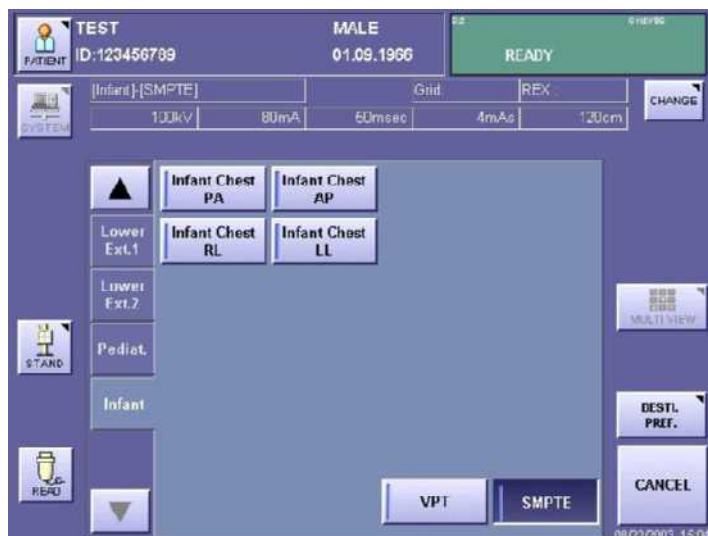 TEST
MALE
ID:123456789
01.09.1966
READY
PATIENT
SYSTEM
[Infant]-[SMPTE]
Grid:
REX :
100kV
80mA
50msec
4mAs
120cm
CHANGE
Infant Chest
PA
Infant Chest
AP
Lower
Ext.1
Infant Chest
RL
Infant Chest
LL
Lower
Ext.2
MULTI VIEW
STAND
Pediat.
Infant
DESTI.
PREF.
READ
VPT
SMPTE
CANCEL